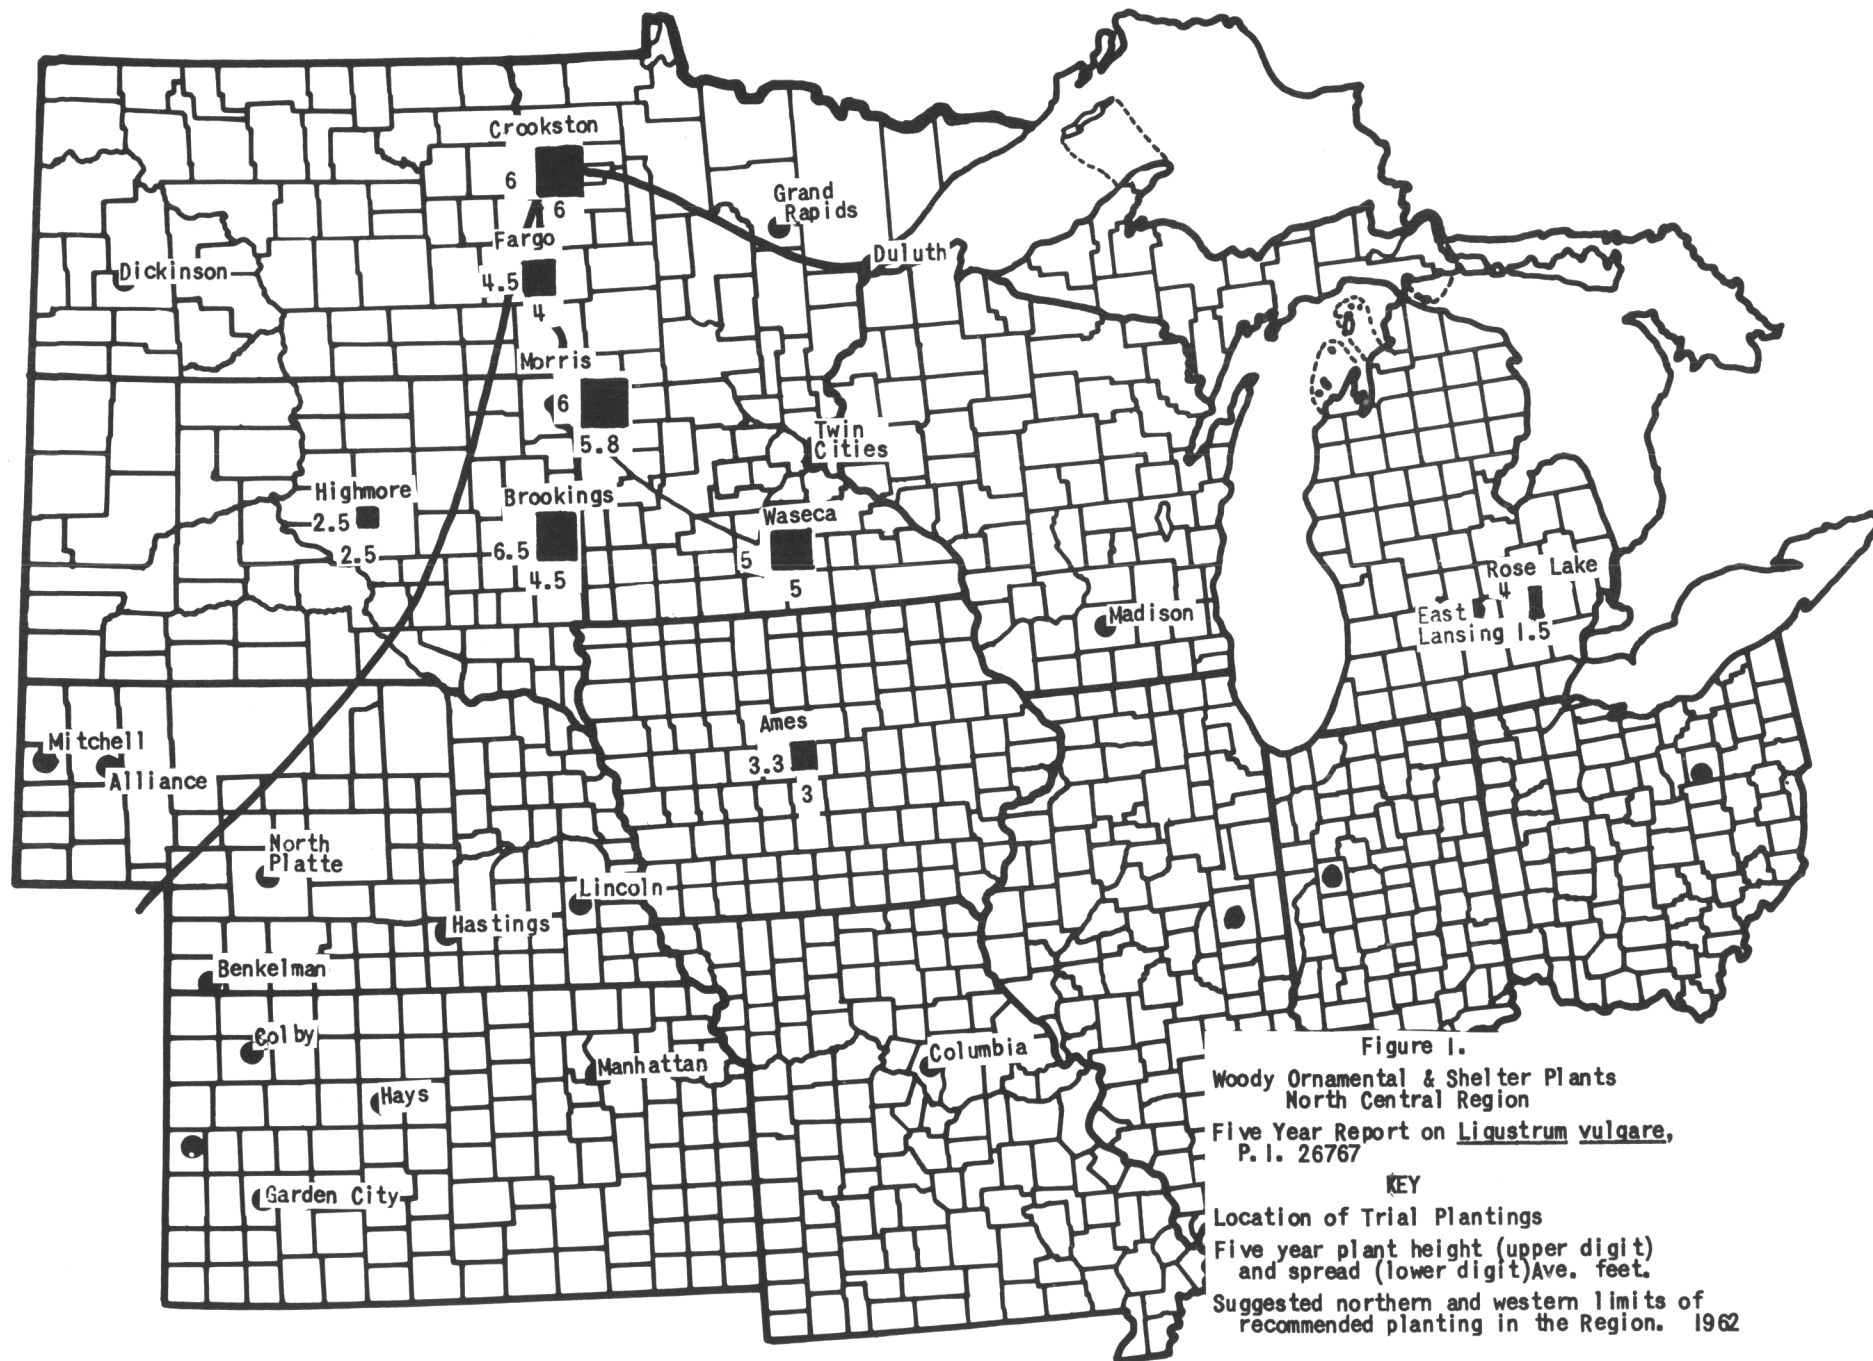 Crookston
6
6
Grand
Rapids
Fargo
Duluth
Dickinson
4.5
4
Morris
6
5.8
Twin
Cities
Highmore
2.5
2.5
Brookings
6.5
4.5
Waseca
5
5
Rose Lake
4
East
Lansing 1.5
Madison
Ames
3.3
3
Mitchell
Alliance
North
Platte
Lincoln
Hastings
Benkelman
Colby
Manhattan
Columbia
Hays
Garden City
Figure 1.
Woody Ornamental & Shelter Plants
North Central Region
Five Year Report on Ligustrum vulgare,
P.I. 26767
KEY
Location of Trial Plantings
Five year plant height (upper digit)
and spread (lower digit)Ave. feet.
Suggested northern and western limits of
recommended planting in the Region. 1962